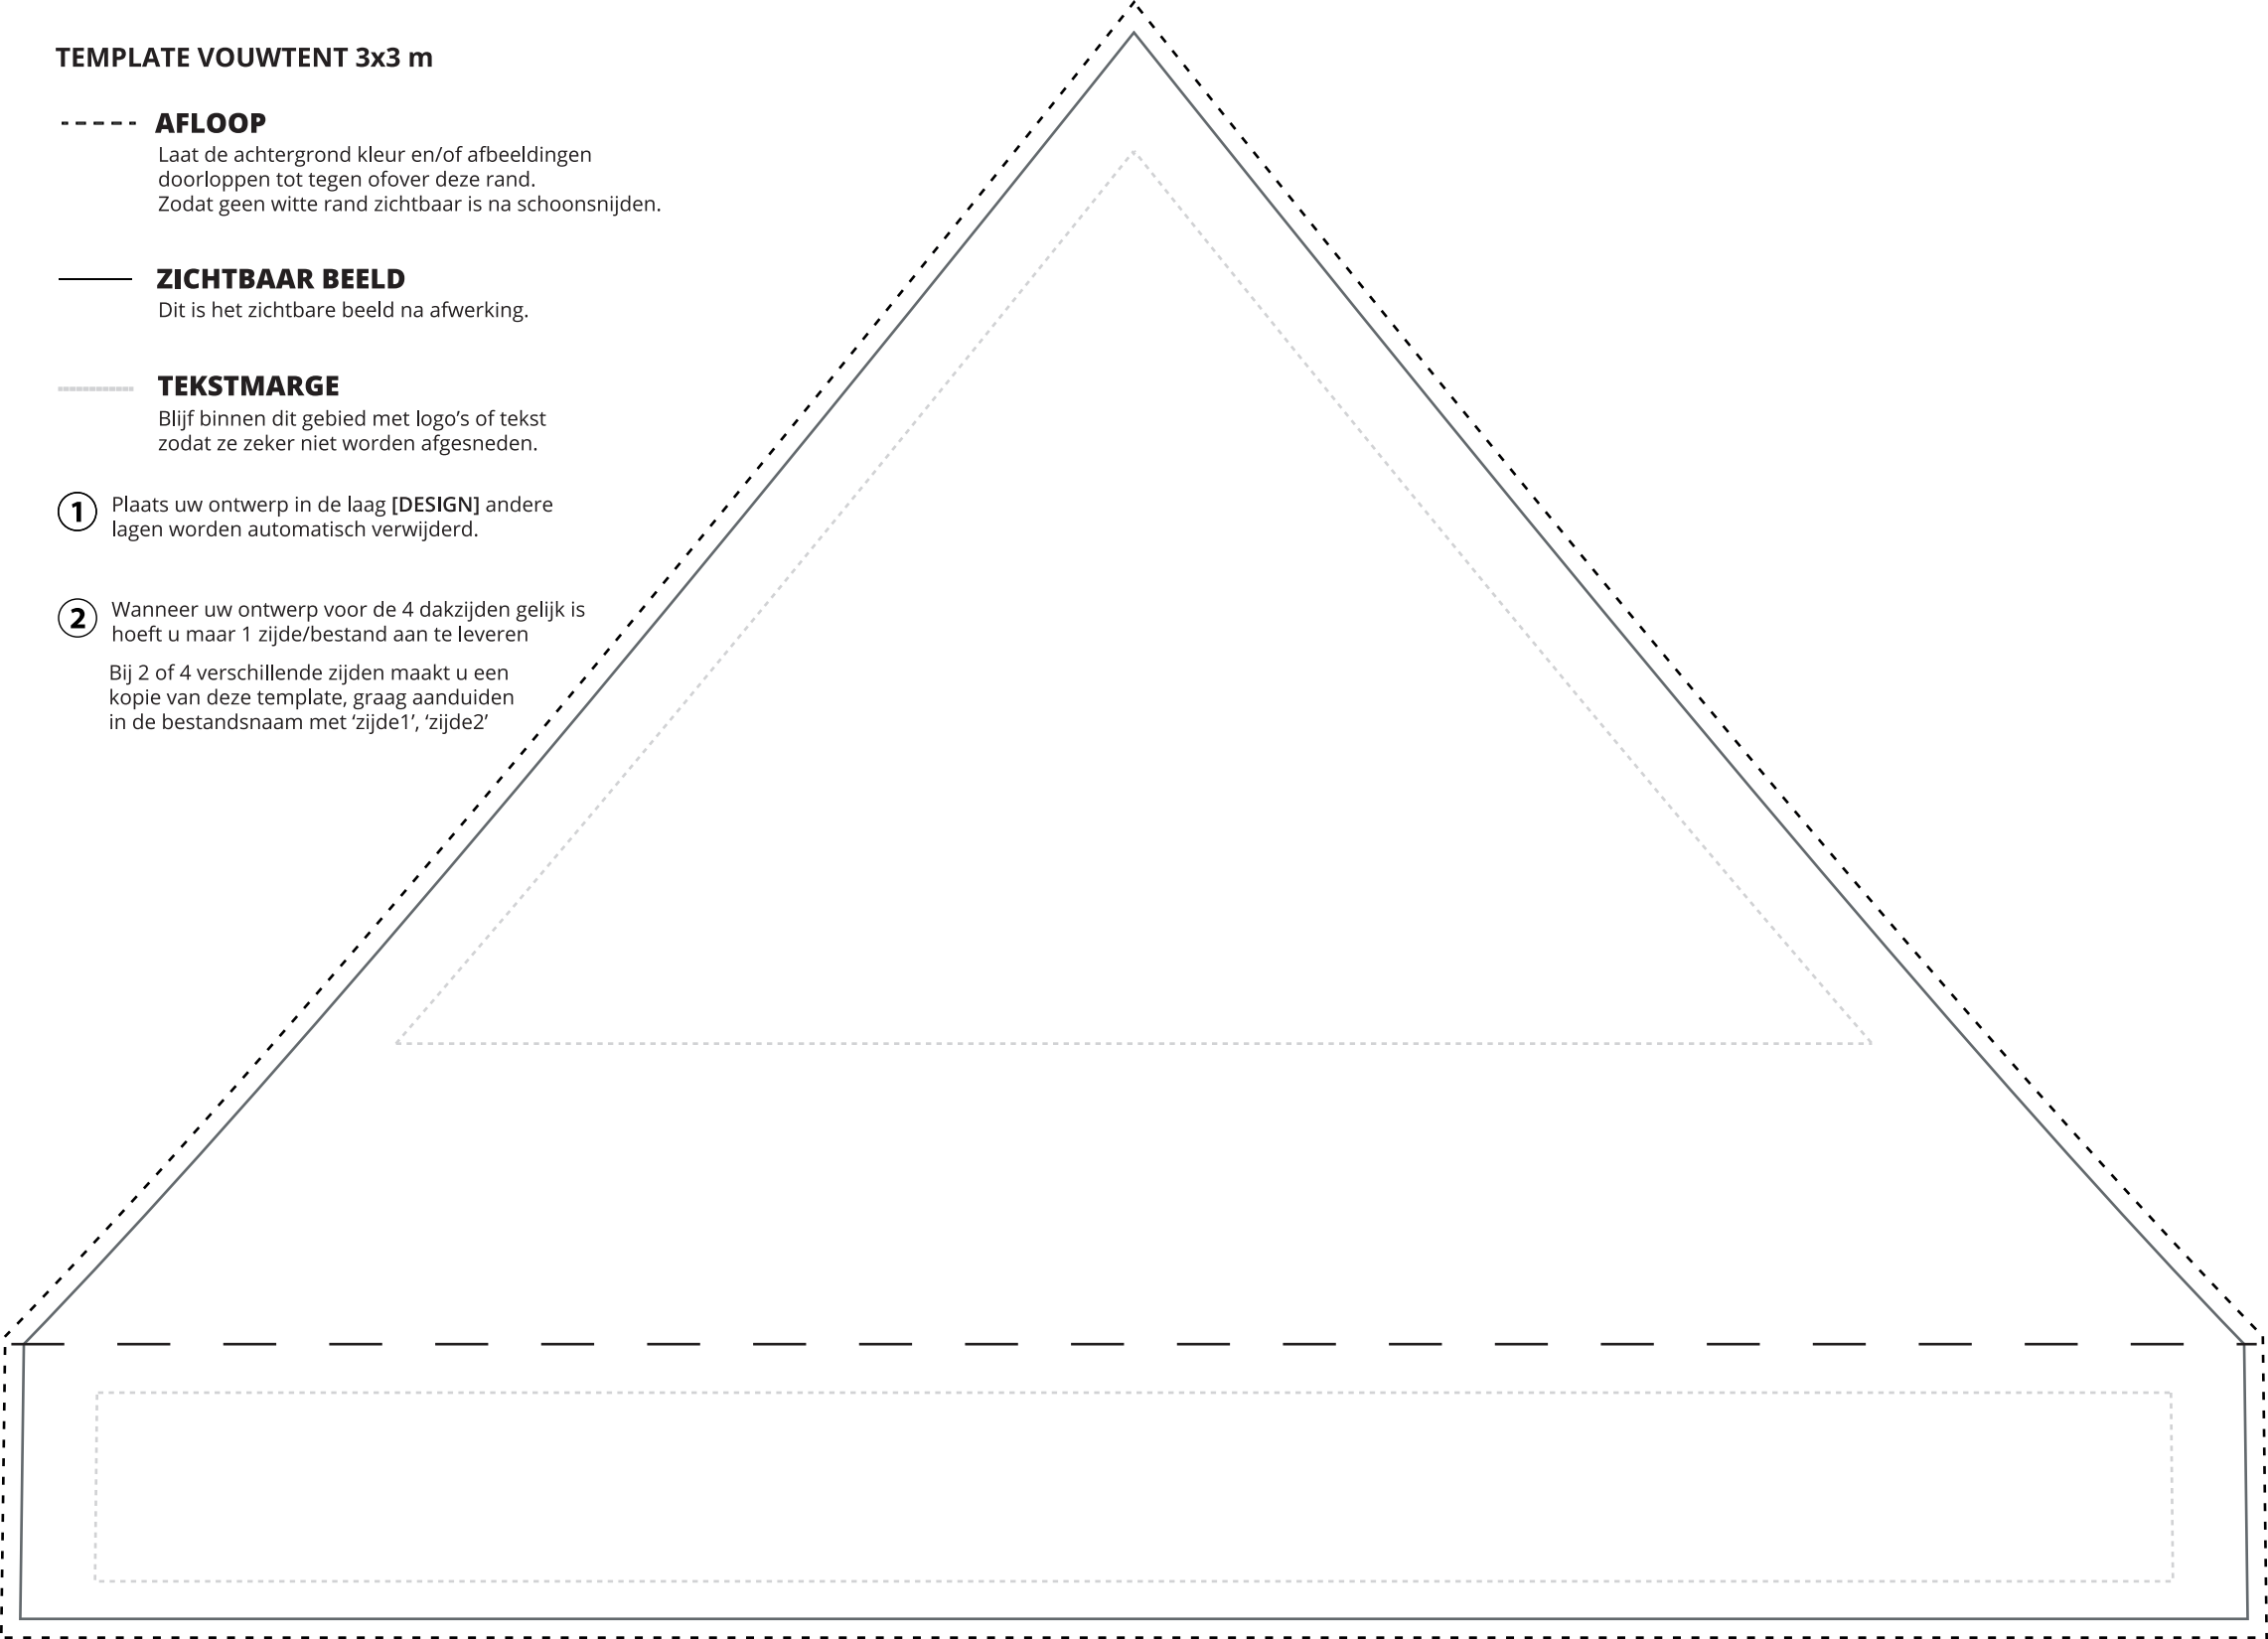 TEMPLATE VOUWTENT 3x3 m
AFLOOP
Laat de achtergrond kleur en/of afbeeldingen
doorloppen tot tegen ofover deze rand.
Zodat geen witte rand zichtbaar is na schoonsnijden.
ZICHTBAAR BEELD
Dit is het zichtbare beeld na afwerking.
TEKSTMARGE
Blijf binnen dit gebied met logo’s of tekst
zodat ze zeker niet worden afgesneden.
1 Plaats uw ontwerp in de laag [DESIGN] andere
lagen worden automatisch verwijderd.
2 Wanneer uw ontwerp voor de 4 dakzijden gelijk is
hoeft u maar 1 zijde/bestand aan te leveren
Bij 2 of 4 verschillende zijden maakt u een
kopie van deze template, graag aanduiden
in de bestandsnaam met ‘zijde1’, ‘zijde2’